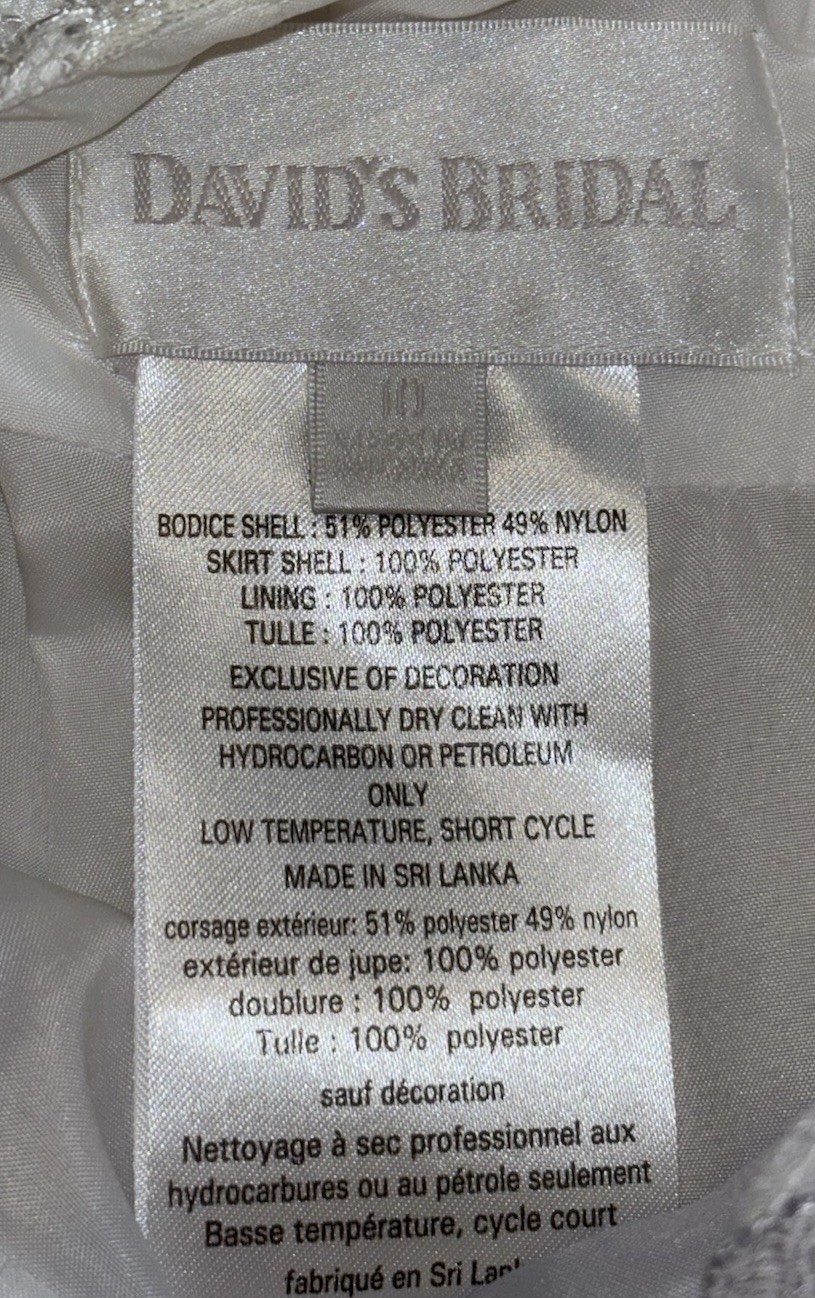 DAVID'S BRIDAL
10
BODICE SHELL : 51% POLYESTER 49% NYLON
SKIRT SHELL : 100% POLYESTER
LINING : 100% POLYESTER
TULLE : 100% POLYESTER
EXCLUSIVE OF DECORATION
PROFESSIONALLY DRY CLEAN WITH
HYDROCARBON OR PETROLEUM
ONLY
LOW TEMPERATURE, SHORT CYCLE
MADE IN SRI LANKA
corsage extérieur: 51% polyester 49% nylon
extérieur de jupe: 100% polyester
doublure : 100% polyester
Tulle : 100% polyester
sauf décoration
Nettoyage à sec professionnel aux
hydrocarbures ou au pétrole seulement
Basse température, cycle court
fabriqué en Sri